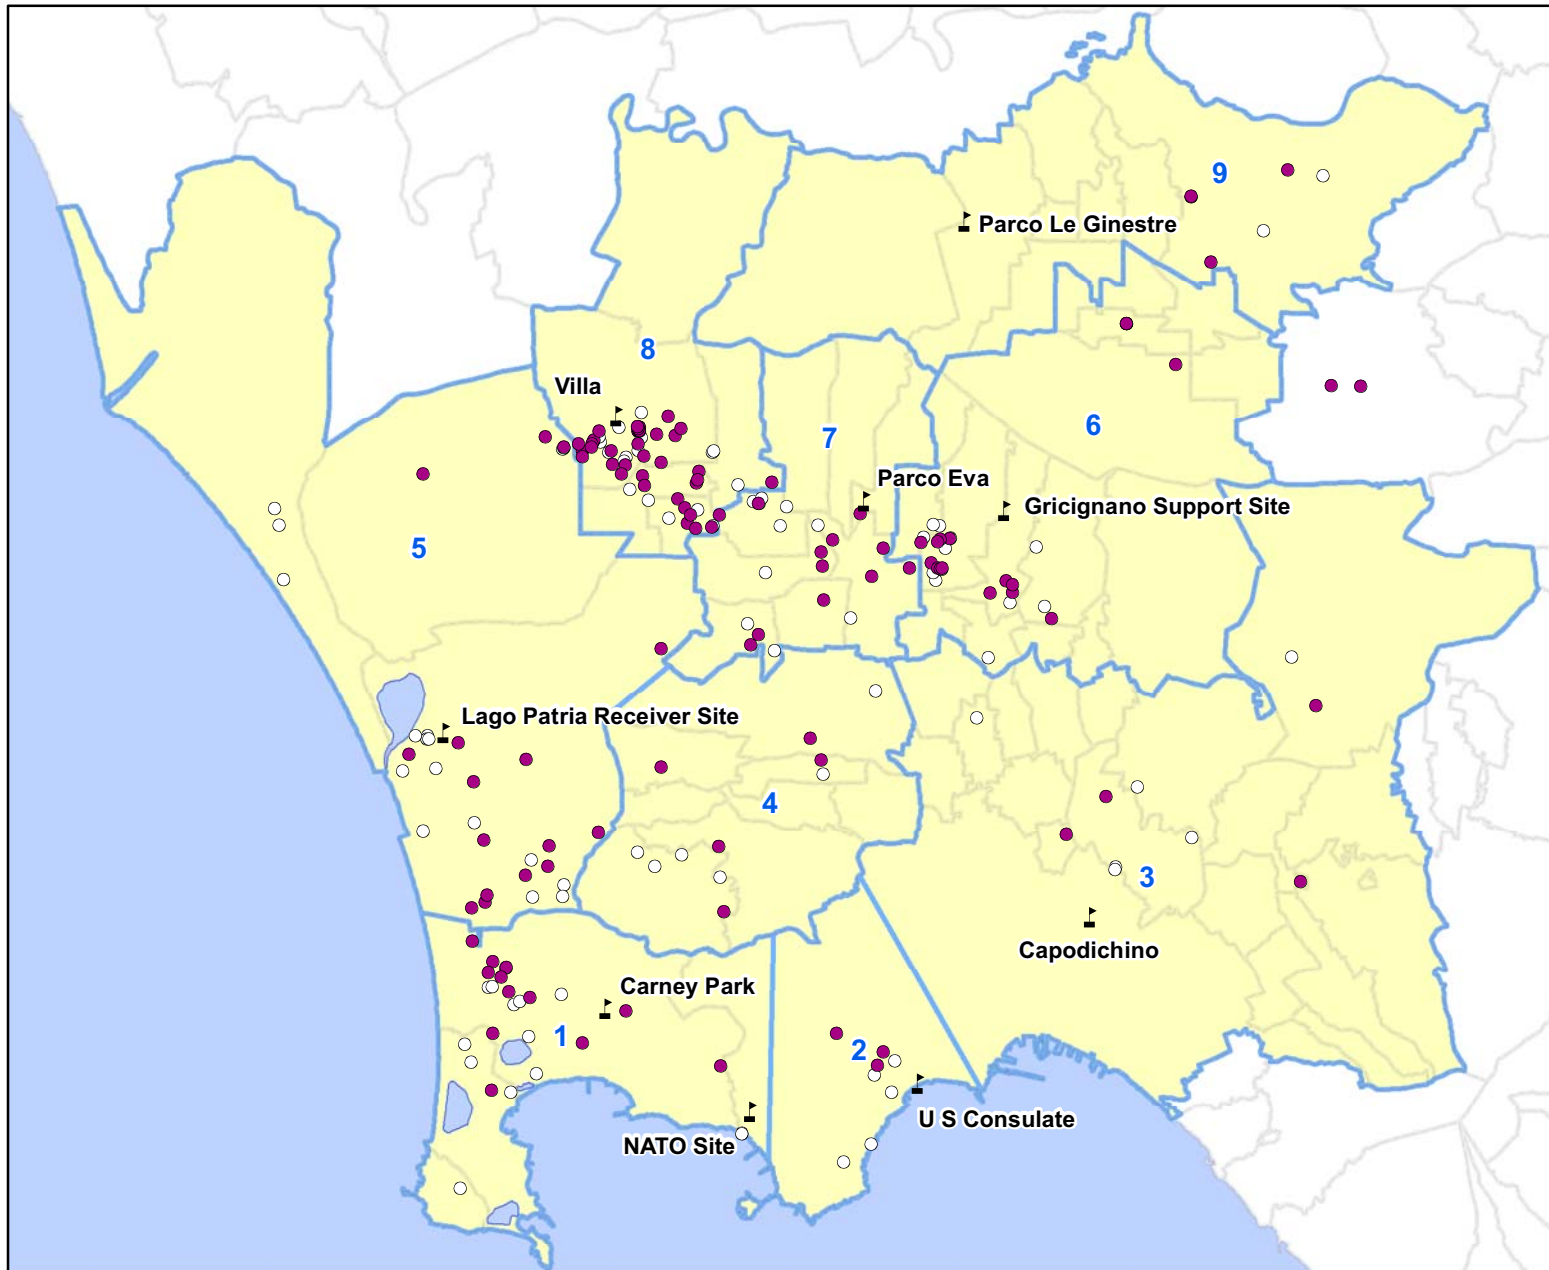 9
Parco Le Ginestre
8
Villa
7
6
Parco Eva
Gricignano Support Site
5
Lago Patria Receiver Site
4
3
Capodichino
Carney Park
1
2
U S Consulate
NATO Site